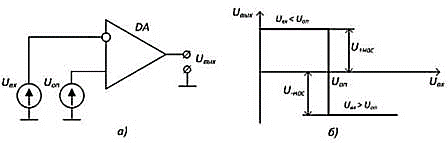 DA
Uвх
Uоп
Uвых
а)
Uвых
Uвх < Uоп
U+нас
Uоп
Uвх
U-нас
Uвх > Uоп
б)